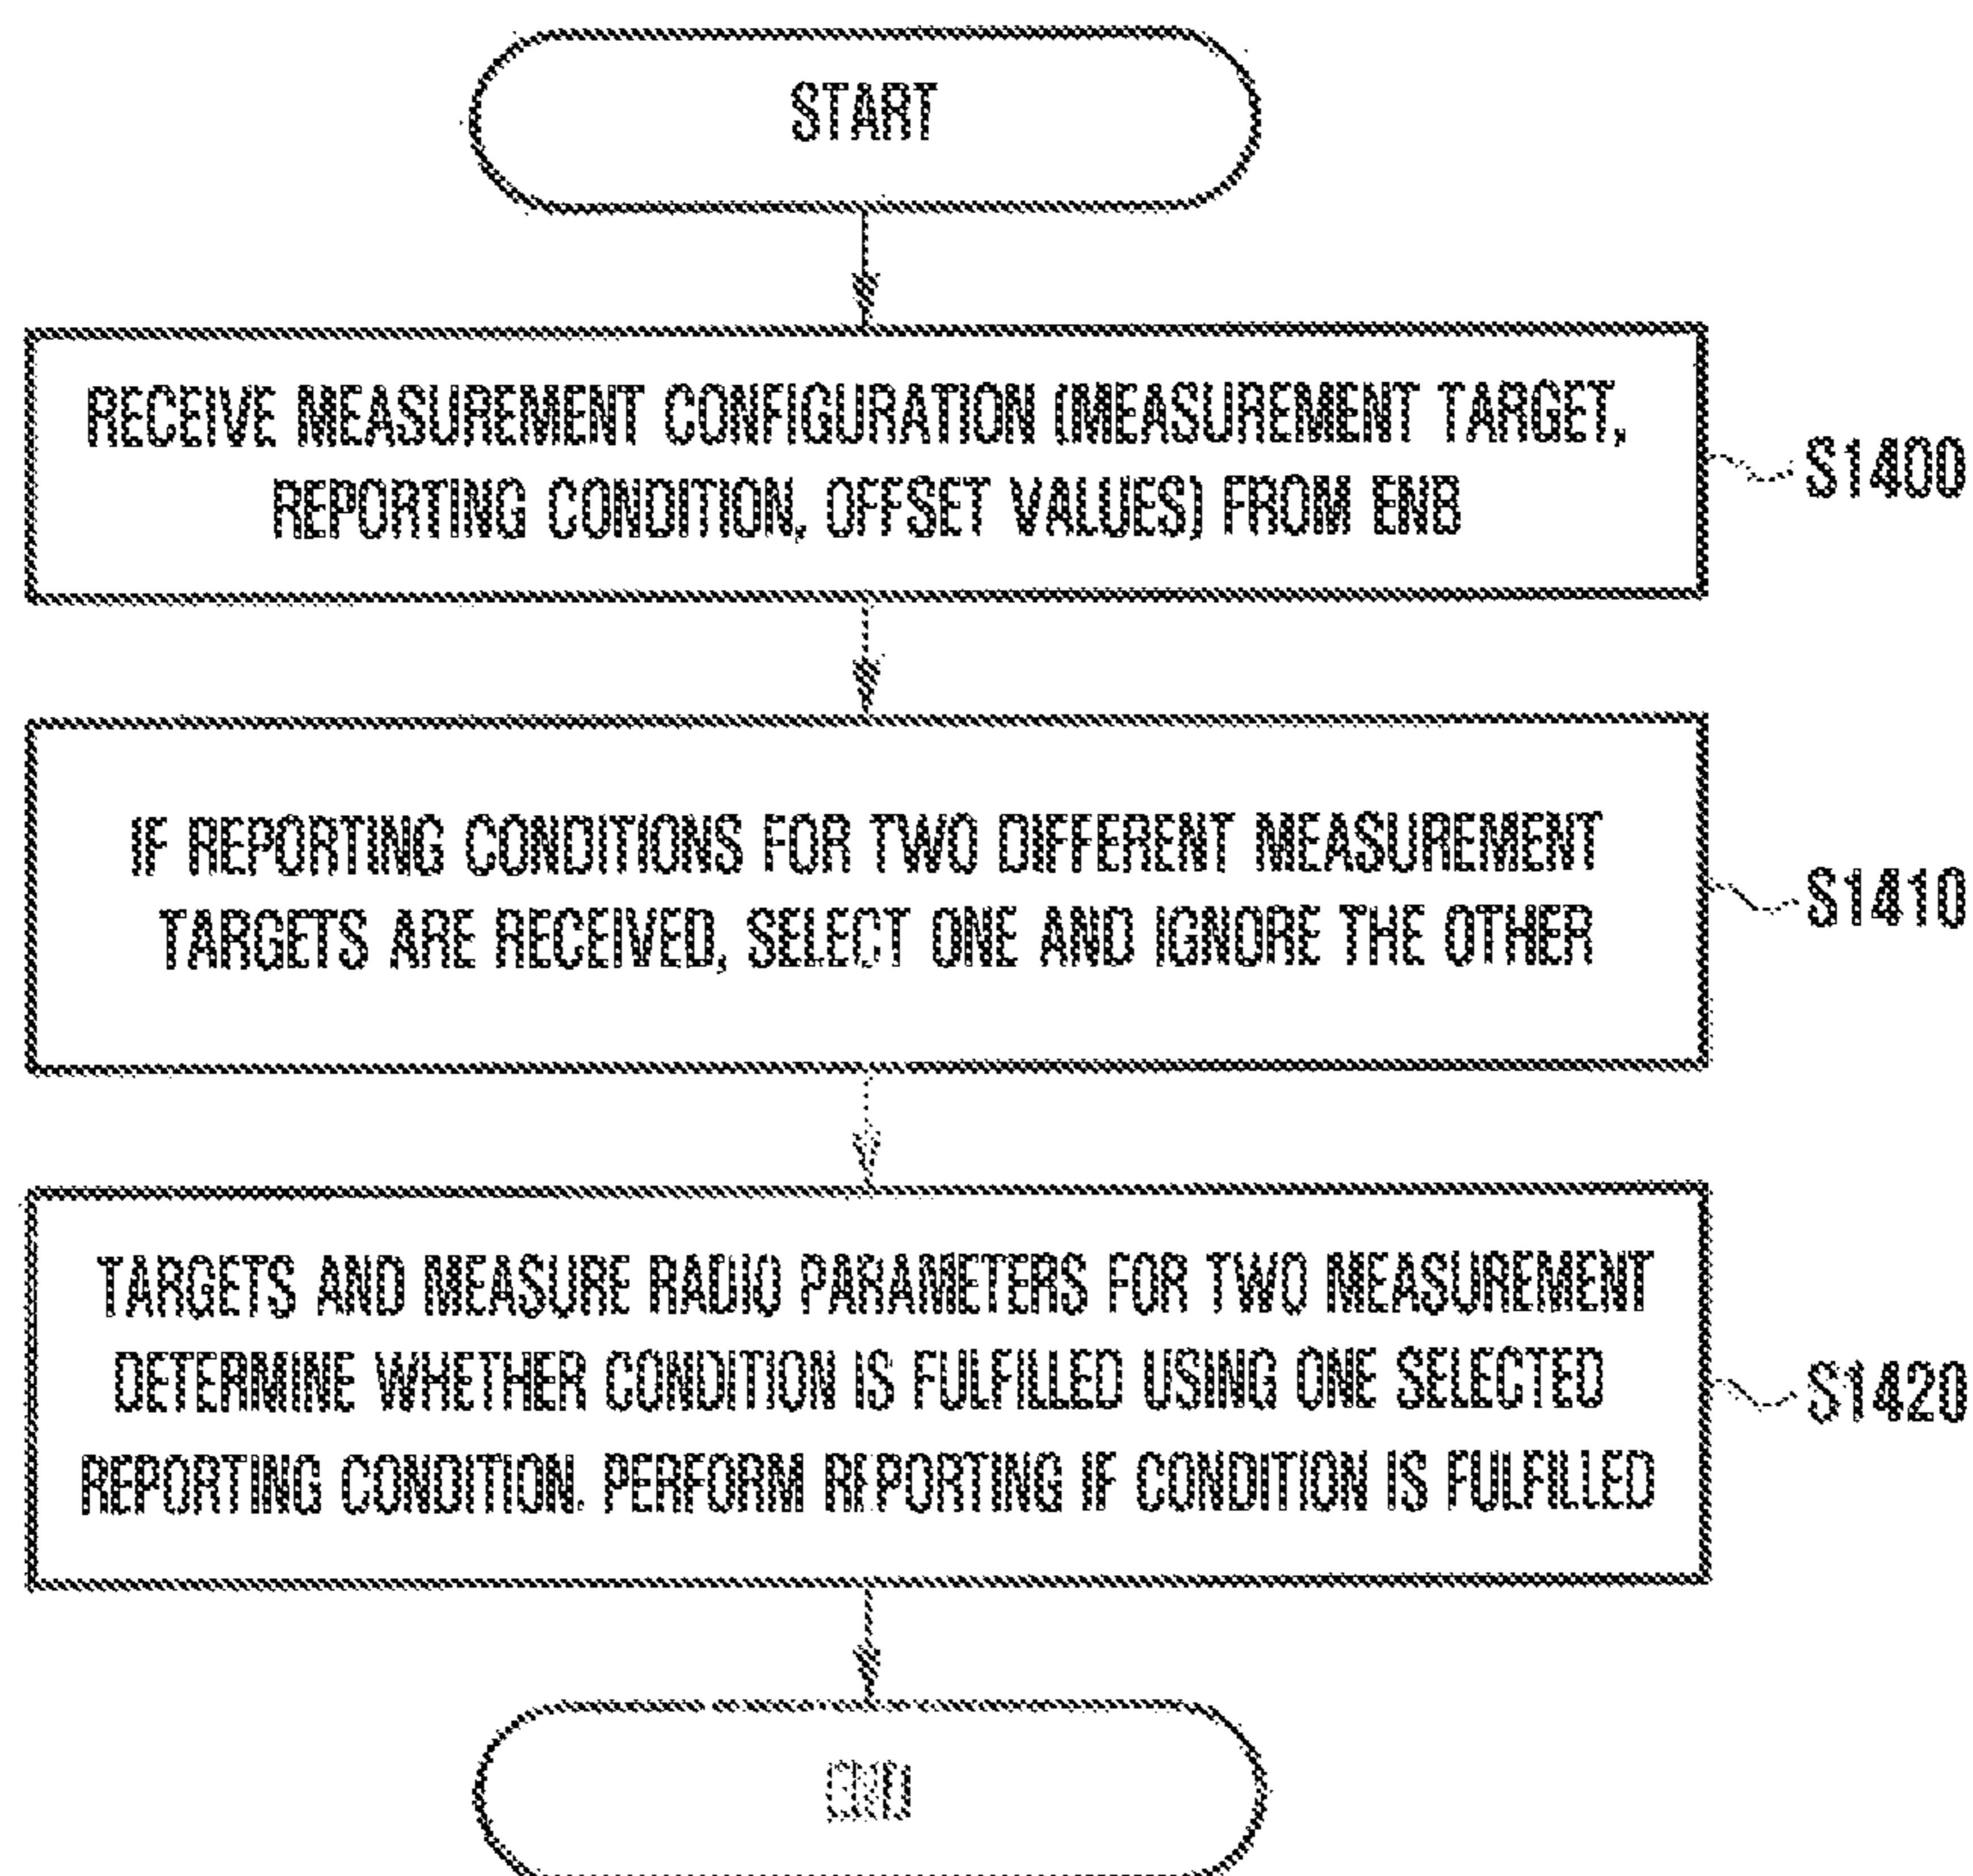 START
RECEIVE MEASUREMENT CONFIGURATION (MEASUREMENT TARGET,
REPORTING CONDITION, OFFSET VALUES) FROM ENB
S1400
IF REPORTING CONDITIONS FOR TWO DIFFERENT MEASUREMENT
TARGETS ARE RECEIVED, SELECT ONE AND IGNORE THE OTHER
S1410
TARGETS AND MEASURE RADIO PARAMETERS FOR TWO MEASUREMENT
DETERMINE WHETHER CONDITION IS FULFILLED USING ONE SELECTED
REPORTING CONDITION. PERFORM REPORTING IF CONDITION IS FULFILLED
S1420
END